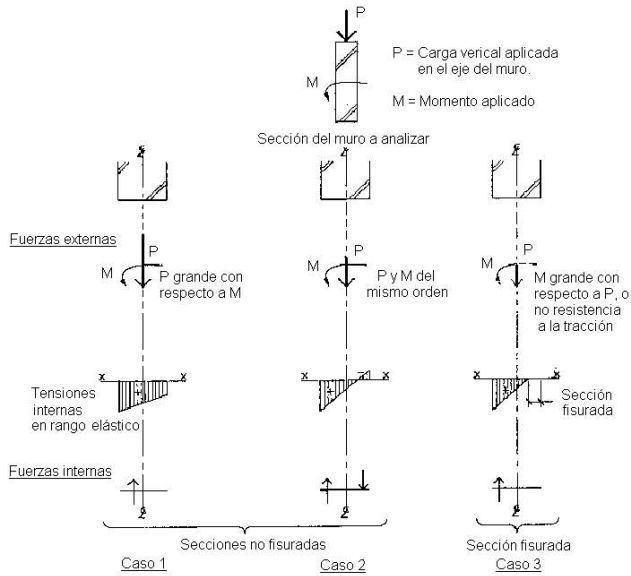 P
P = Carga verical aplicada
en el eje del muro.
M
M = Momento aplicado
Sección del muro a analizar
Fuerzas externas
P
M
P grande con
respecto a M
P
M
P y M del
mismo orden
P
M
M grande con
respecto a P, o
no resistencia
a la tracción
x x
x x
x x
Tensiones
internas
en rango elástico
+
+
+
Sección
fisurada
Fuerzas internas
Secciones no fisuradas
Sección fisurada
Caso 1
Caso 2
Caso 3